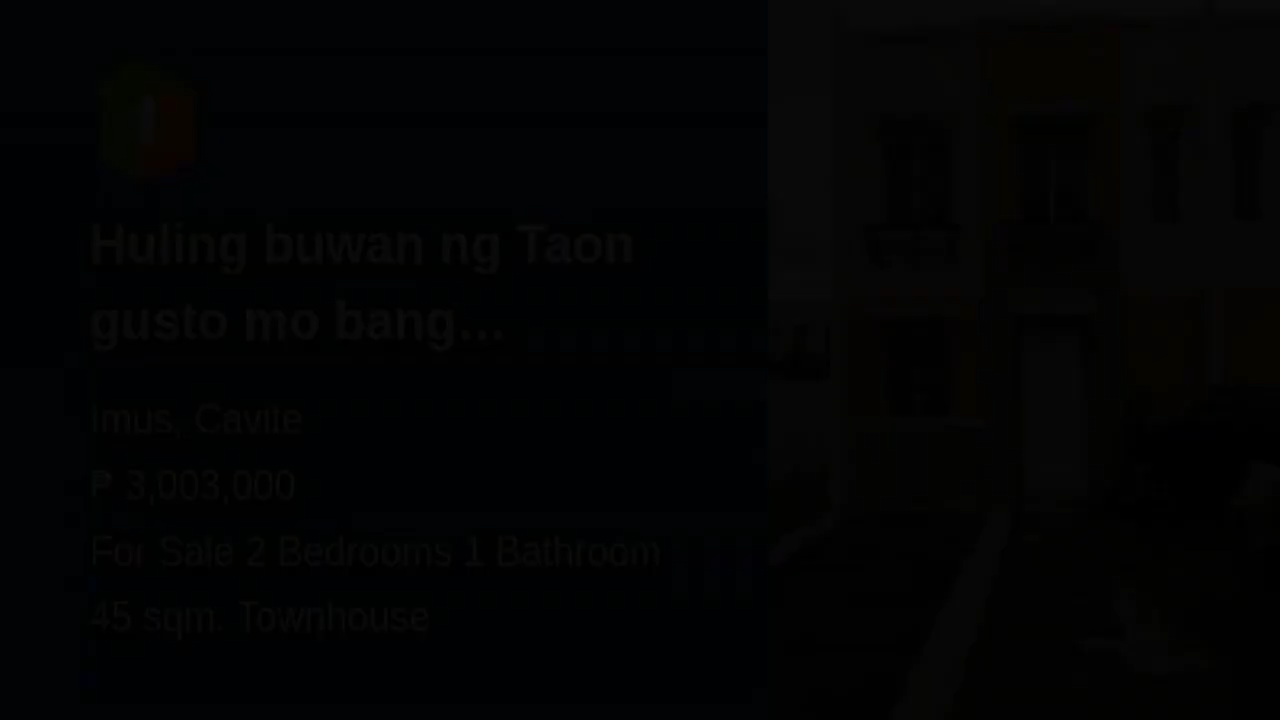 Huling buwan ng Taon
gusto mo bang...
Imus, Cavite
₱ 3,003,000
For Sale 2 Bedrooms 1 Bathroom
45 sqm. Townhouse